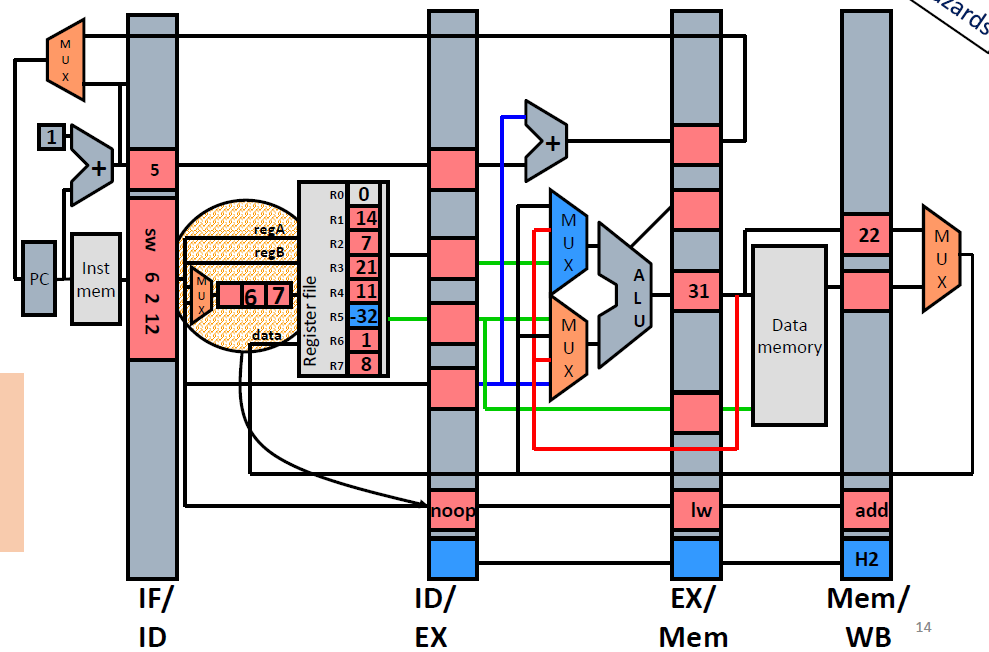 zards
M
U
X
1
+
5
sw 6 2 12
PC
Inst
mem
regA
regB
M
U
X
6 7
data
Register file
R0 0
R1 14
R2 7
R3 21
R4 11
R5 -32
R6 1
R7 8
noop
+
M
U
X
M
U
X
A
L
U
31
lw
Data
memory
22
add
H2
M
U
X
IF/
ID
ID/
EX
EX/
Mem
Mem/
WB
14